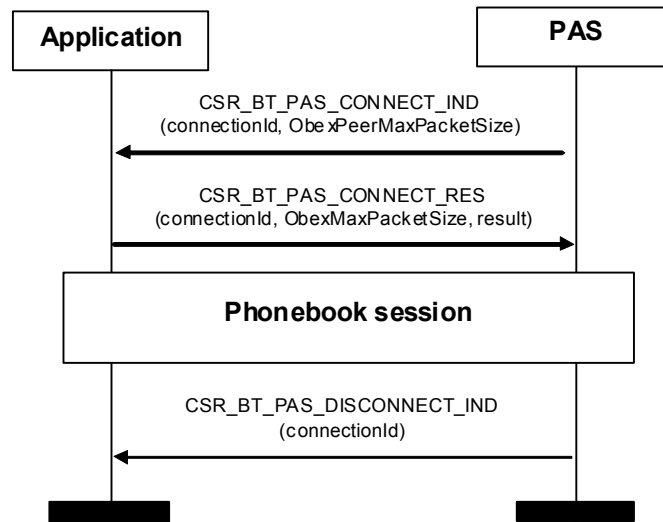 Application
PAS
CSR_BT_PAS_CONNECT_IND
(connectionId, ObexPeerMaxPacketSize)
CSR_BT_PAS_CONNECT_RES
(connectionId, ObexMaxPacketSize, result)
Phonebook session
CSR_BT_PAS_DISCONNECT_IND
(connectionId)